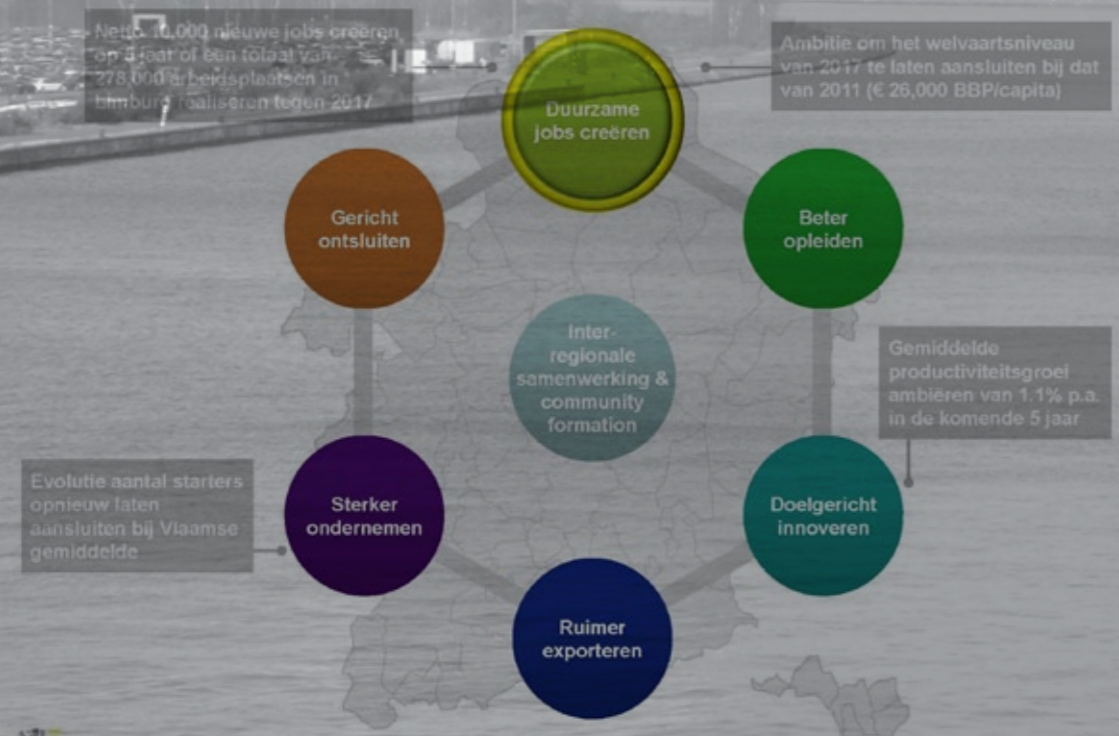 Netto 10,000 nieuwe jobs creëren
op 5 jaar of een totaal van
278,000 arbeidsplaatsen in
Limburg realiseren tegen 2017
Ambitie om het welvaartsniveau
van 2017 te laten aansluiten bij dat
van 2011 (€ 26,000 BBP/capita)
Duurzame
jobs creëren
Gericht
ontsluiten
Beter
opleiden
Inter-
regionale
samenwerking &
community
formation
Gemiddelde
productiviteitsgroei
ambiëren van 1.1% p.a.
in de komende 5 jaar
Evolutie aantal starters
opnieuw laten
aansluiten bij Vlaamse
gemiddelde
Sterker
ondernemen
Doelgericht
innoveren
Ruimer
exporteren